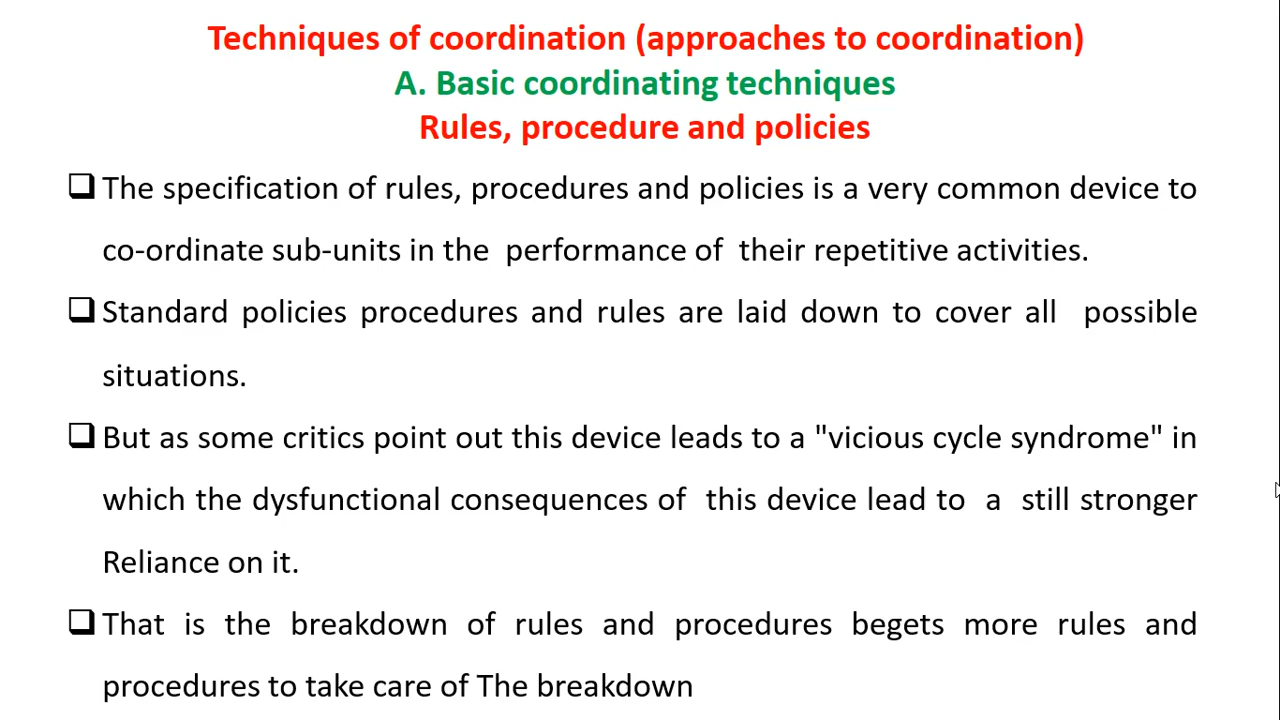 Techniques of coordination (approaches to coordination)
A. Basic coordinating techniques
Rules, procedure and policies
❑ The specification of rules, procedures and policies is a very common device to
co-ordinate sub-units in the performance of their repetitive activities.
❑ Standard policies procedures and rules are laid down to cover all possible
situations.
❑ But as some critics point out this device leads to a "vicious cycle syndrome" in
which the dysfunctional consequences of this device lead to a still stronger
Reliance on it.
❑ That is the breakdown of rules and procedures begets more rules and
procedures to take care of The breakdown